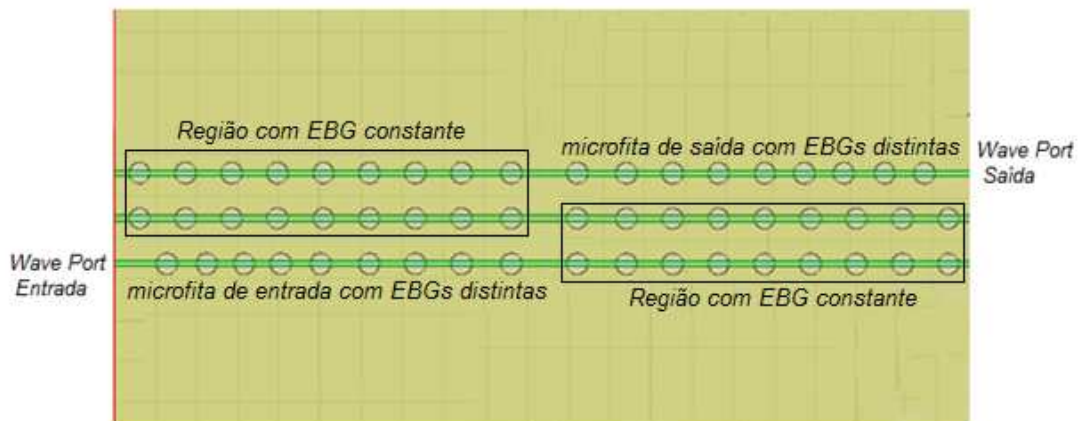 Região com EBG constante
microfita de saída com EBGs distintas
Wave Port
Saída
Wave Port
Entrada
microfita de entrada com EBGs distintas
Região com EBG constante